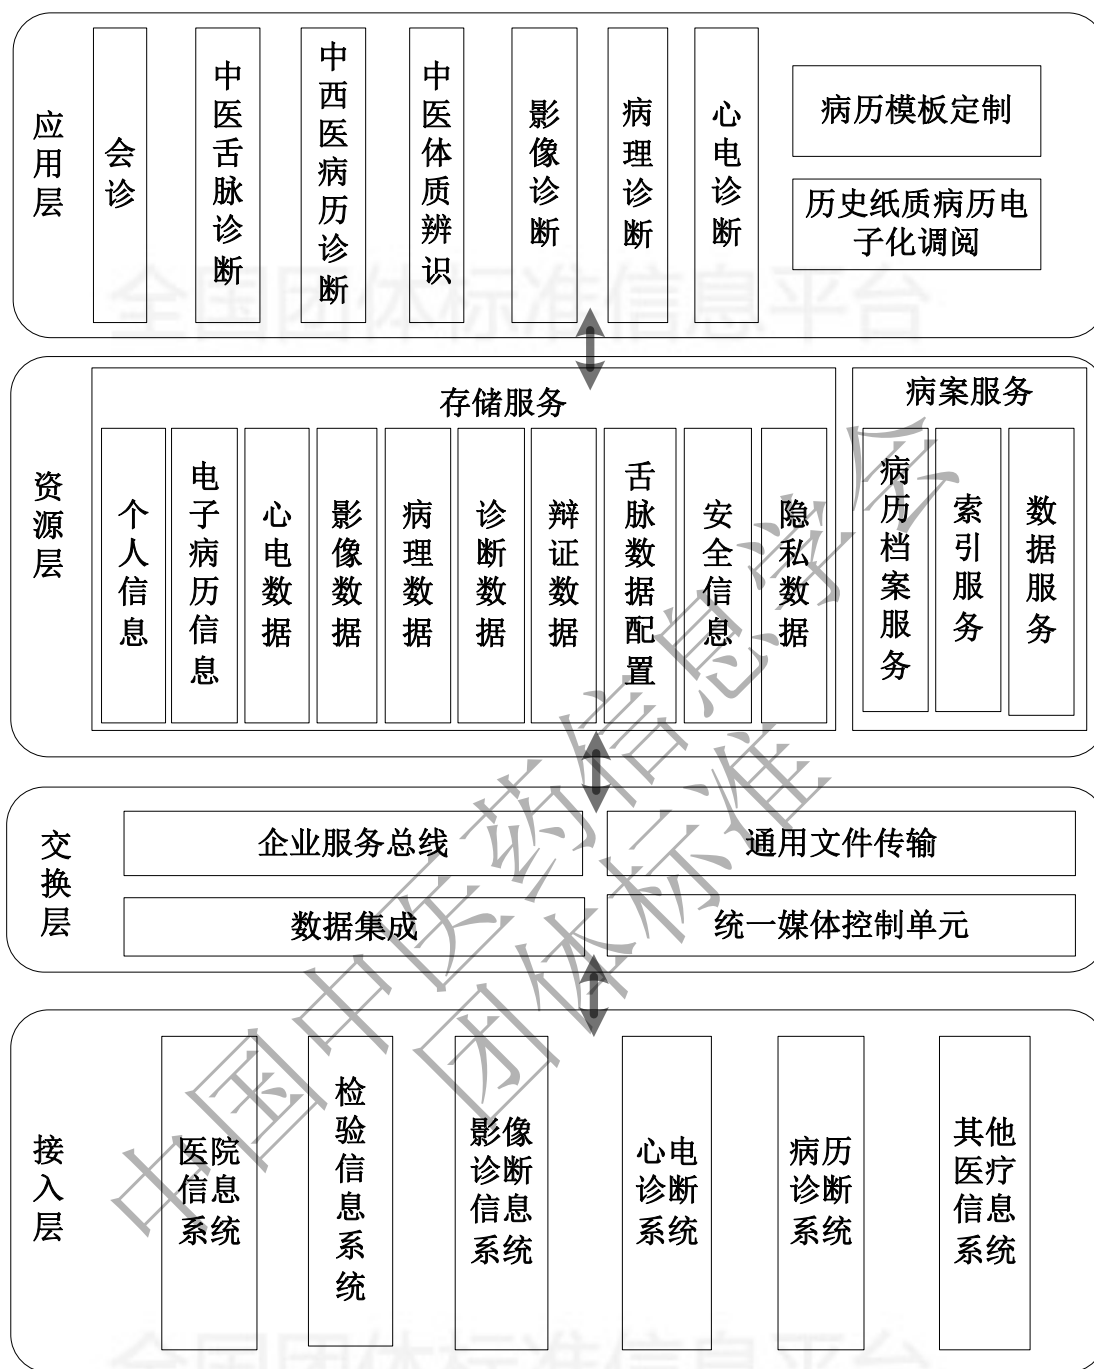 应用层
会诊
中医舌脉诊断
中西医病历诊断
中医体质辨识
影像诊断
病理诊断
心电诊断
病历模板定制
历史纸质病历电
子化调阅
全国团体标准信息平台
资源层
存储服务
个人信息
电子病历信息
心电数据
影像数据
病理数据
诊断数据
辩证数据
舌脉数据配置
安全信息
隐私数据
病案服务
病历档案服务
索引服务
数据服务
交换层
企业服务总线
通用文件传输
数据集成
统一媒体控制单元
中国中医药信息学会
团体标准
接入层
医院
信息
系统
检验信息系统
影像
诊断
信息
系统
心电
诊断
系统
病历
诊断
系统
其他
医疗
信息
系统
全国团体标准信息平台